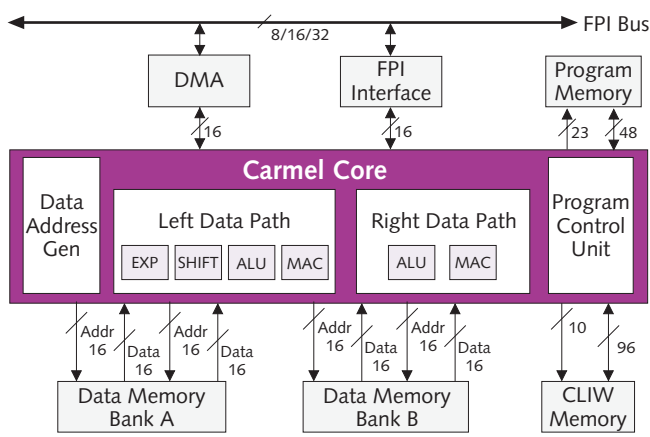 FPI Bus
8/16/32
DMA
FPI
Interface
Program
Memory
16
16
23
48
Carmel Core
Data
Address
Gen
Left Data Path
EXP
SHIFT
ALU
MAC
Right Data Path
ALU
MAC
Program
Control
Unit
Addr
16
Data
16
Addr
16
Data
16
Addr
16
Data
16
Addr
16
Data
16
10
96
Data Memory
Bank A
Data Memory
Bank B
CLIW
Memory